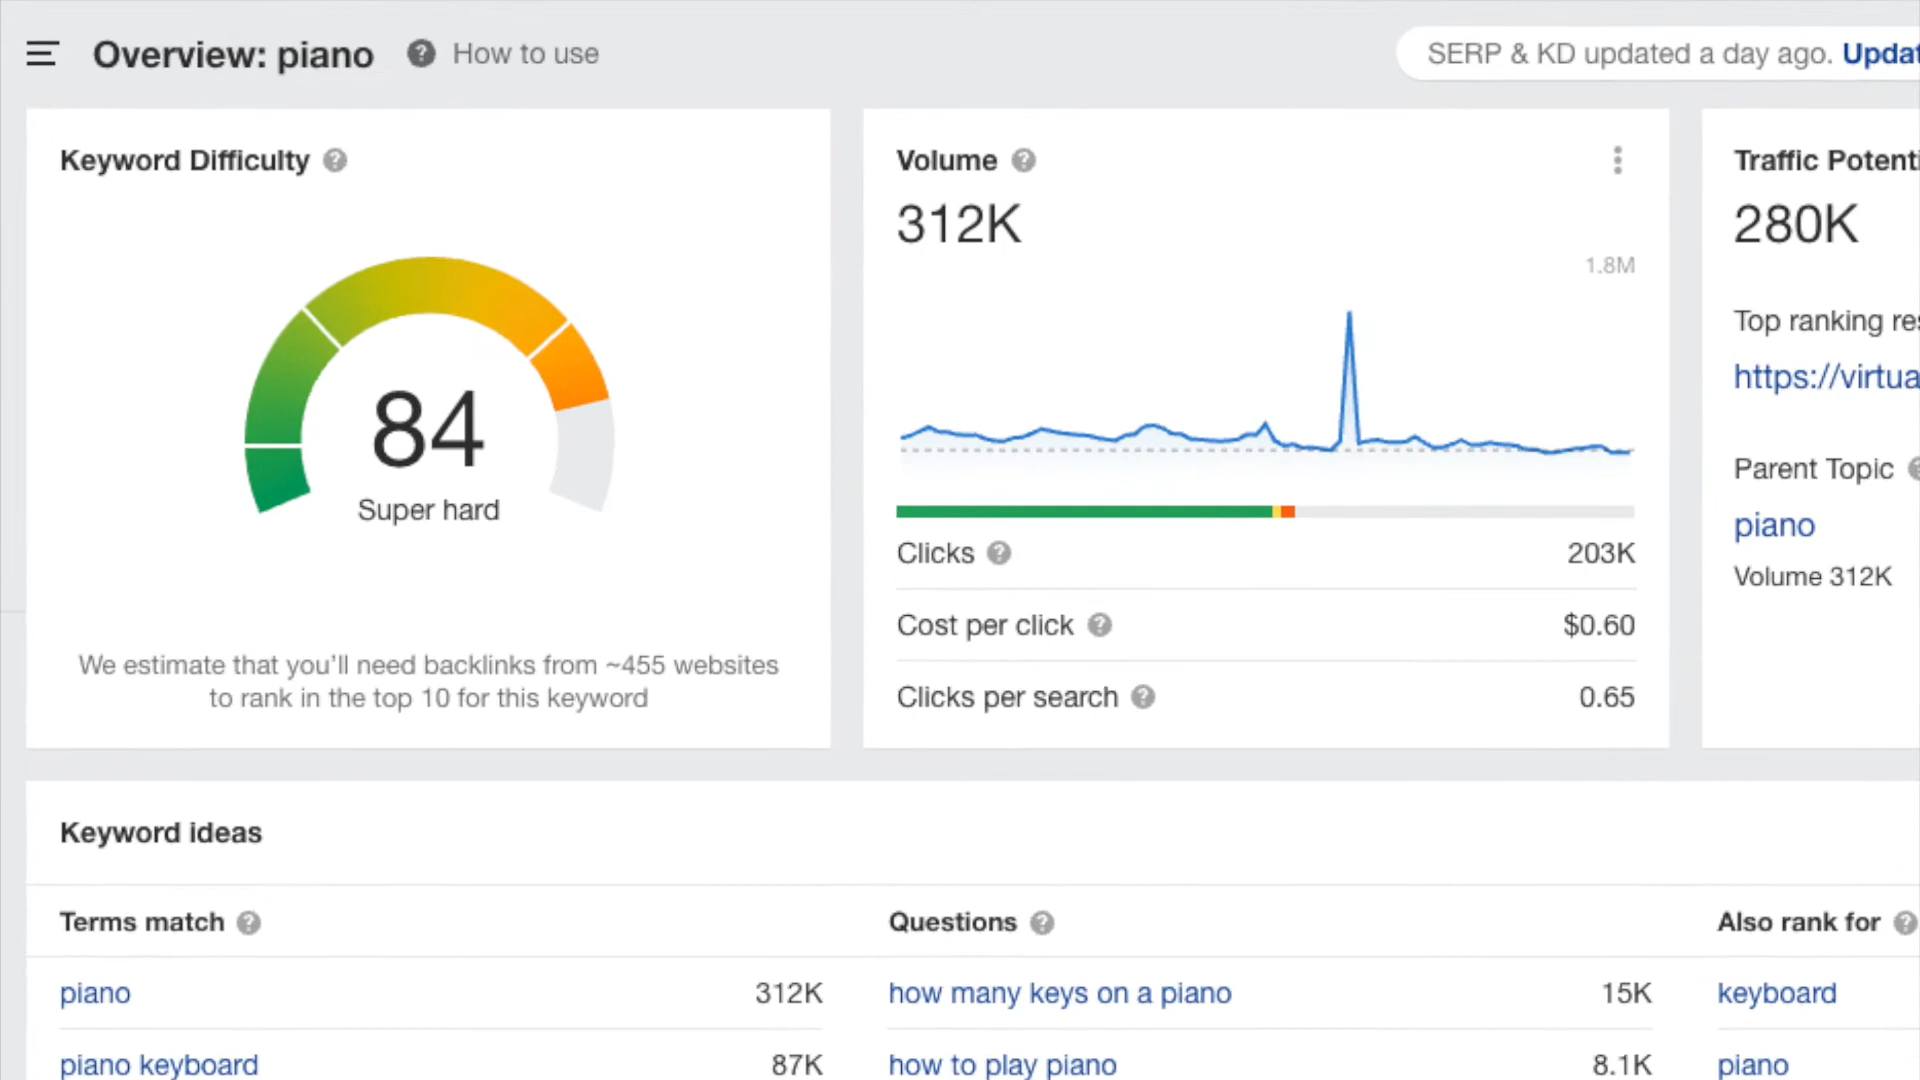 Overview: piano
How to use
SERP & KD updated a day ago.
Keyword Difficulty
84
Super hard
We estimate that you'll need backlinks from ~455 websites
to rank in the top 10 for this keyword
Volume
312K
1.8M
Clicks 203K
Cost per click $0.60
Clicks per search 0.65
Traffic
280K
Top ranking
Parent Topic
piano
Volume 312K
Keyword ideas
Terms match
piano 312K
piano keyboard 87K
Questions
how many keys on a piano 15K
how to play piano 8.1K
Also rank for
keyboard
piano